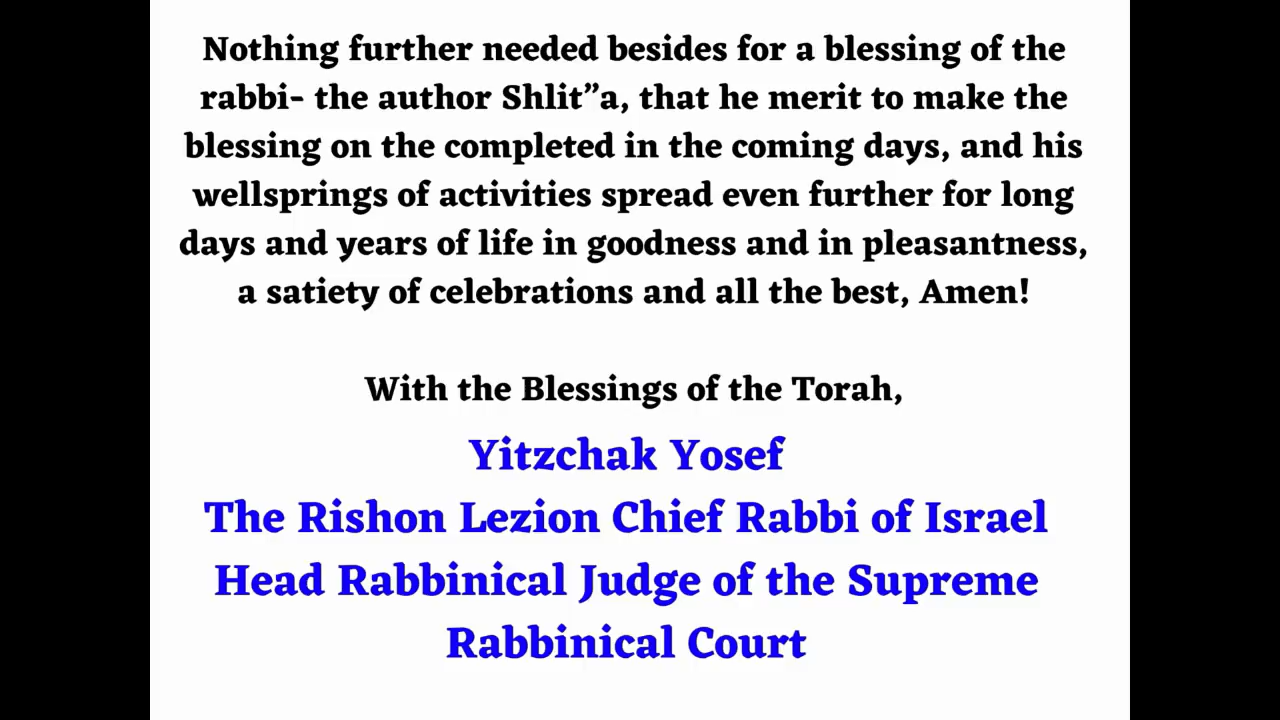 Nothing further needed besides for a blessing of the
rabbi- the author Shlit”a, that he merit to make the
blessing on the completed in the coming days, and his
wellsprings of activities spread even further for long
days and years of life in goodness and in pleasantness,
a satiety of celebrations and all the best, Amen!
With the Blessings of the Torah,
Yitzchak Yosef
The Rishon Lezion Chief Rabbi of Israel
Head Rabbinical Judge of the Supreme
Rabbinical Court